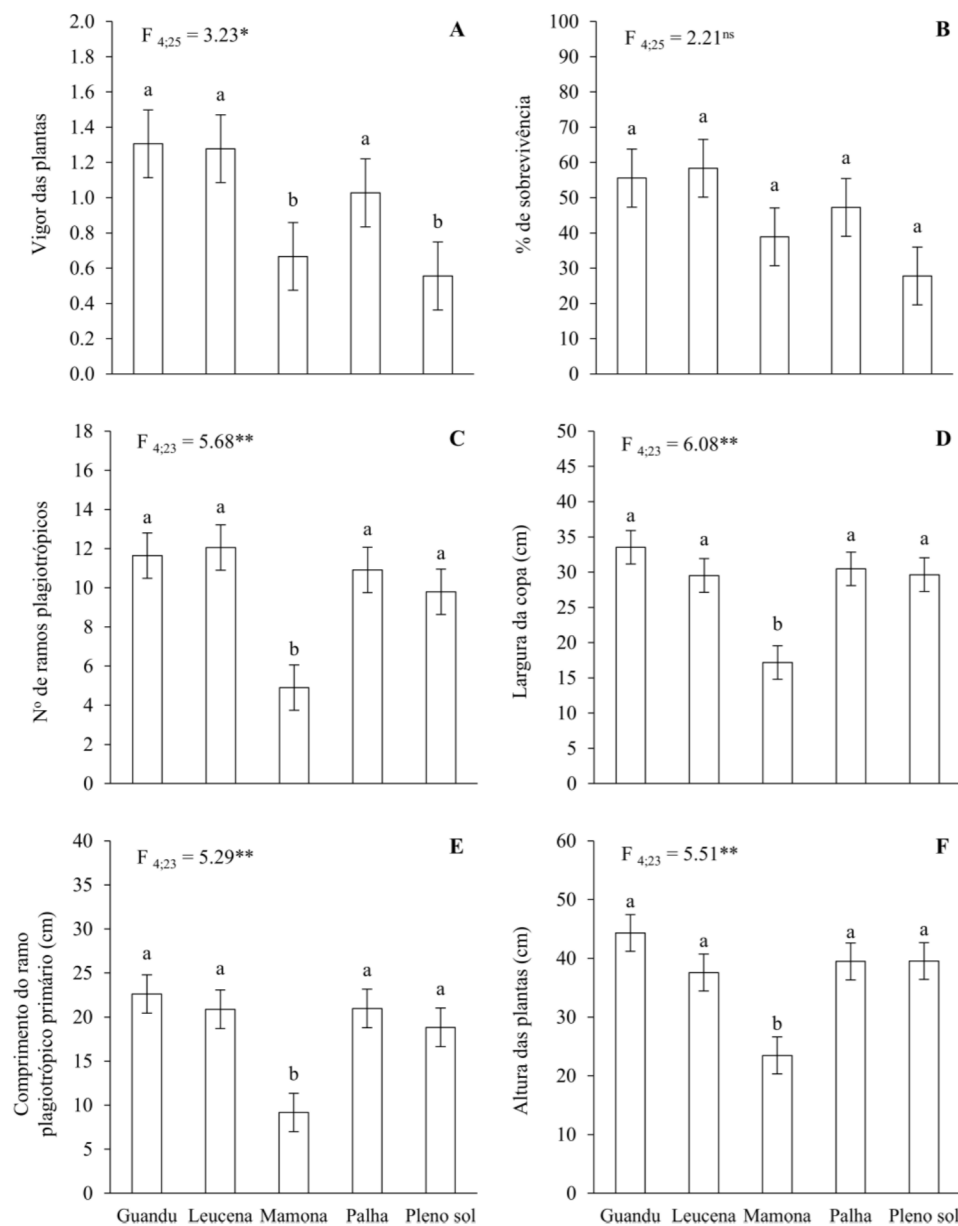 F 4;25 = 3.23*
A
2.0
1.8
1.6
1.4
1.2
1.0
0.8
0.6
0.4
0.2
0.0
Vigor das plantas
a
a
b
a
b
F 4;25 = 2.21ns
B
100
90
80
70
60
50
40
30
20
10
0
% de sobrevivência
a
a
a
a
a
F 4;23 = 5.68**
C
18
16
14
12
10
8
6
4
2
0
Nº de ramos plagiotrópicos
a
a
b
a
a
F 4;23 = 6.08**
D
50
45
40
35
30
25
20
15
10
5
0
Largura da copa (cm)
a
a
b
a
a
F 4;23 = 5.29**
E
40
35
30
25
20
15
10
5
0
Comprimento do ramo
plagiotrópico primário (cm)
a
a
b
a
a
Guandu Leucena Mamona Palha Pleno sol
F 4;23 = 5.51**
F
60
50
40
30
20
10
0
Altura das plantas (cm)
a
a
b
a
a
Guandu Leucena Mamona Palha Pleno sol